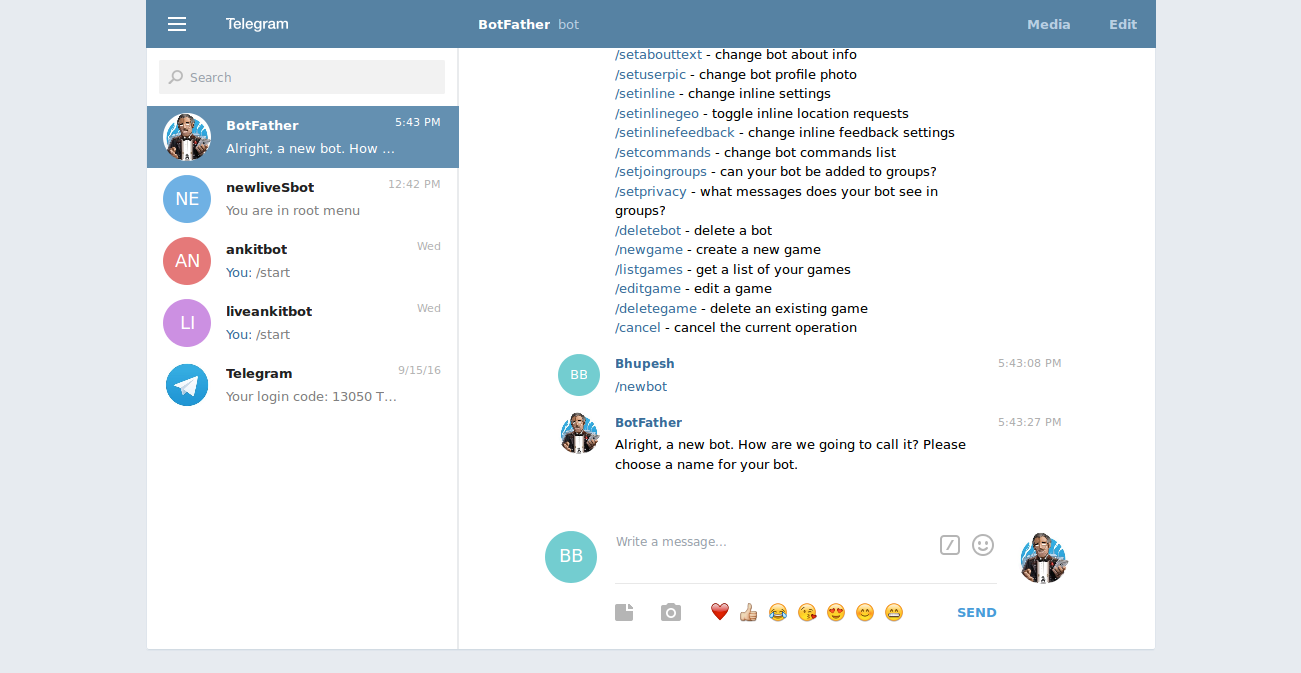 Telegram
BotFather bot
Media
Edit
Search
BotFather
5:43 PM
Alright, a new bot. How ...
NE
newliveSbot
12:42 PM
You are in root menu
AN
ankitbot
Wed
You: /start
LI
liveankitbot
Wed
You: /start
Telegram
9/15/16
Your login code: 13050 T...
/setabouttext - change bot about info
/setuserpic - change bot profile photo
/setinline - change inline settings
/setinlinegeo - toggle inline location requests
/setinlinefeedback - change inline feedback settings
/setcommands - change bot commands list
/setjoingroups - can your bot be added to groups?
/setprivacy - what messages does your bot see in
groups?
/deletebot - delete a bot
/newgame - create a new game
/listgames - get a list of your games
/editgame - edit a game
/deletegame - delete an existing game
/cancel - cancel the current operation
BB
Bhupesh
5:43:08 PM
/newbot
BotFather
5:43:27 PM
Alright, a new bot. How are we going to call it? Please
choose a name for your bot.
BB
Write a message...
SEND